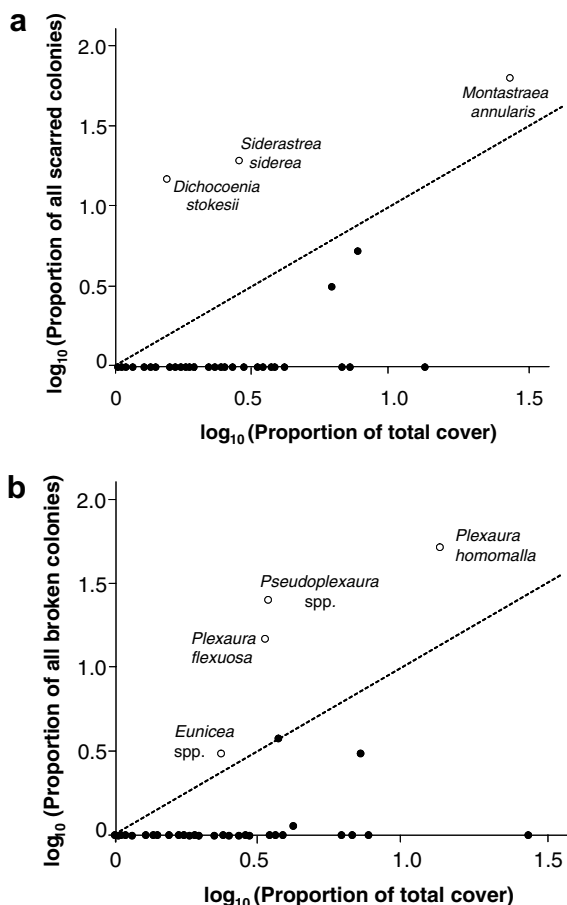 a
log10 (Proportion of all scarred colonies)
2.0
1.5
1.0
0.5
0
Montastraea
annularis
Siderastrea
siderea
Dichocoenia
stokesii
0 0.5 1.0 1.5
log10 (Proportion of total cover)
b
log10 (Proportion of all broken colonies)
2.0
1.5
1.0
0.5
0
Plexaura
homomalla
Pseudoplexaura
spp.
Plexaura
flexuosa
Eunicea
spp.
0 0.5 1.0 1.5
log10 (Proportion of total cover)